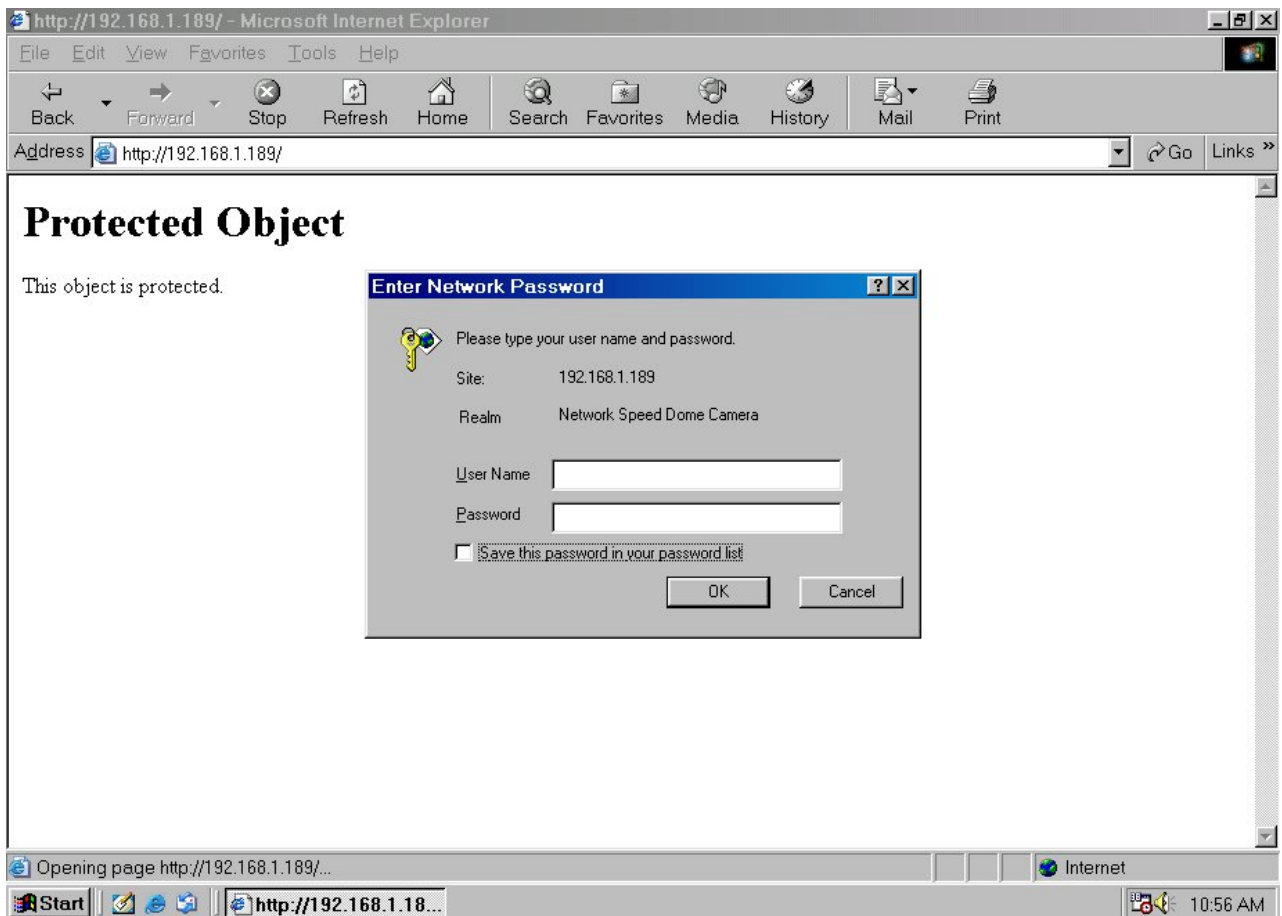 http://192.168.1.189/ - Microsoft Internet Explorer
File Edit View Favorites Tools Help
Back Forward Stop Refresh Home Search Favorites Media History Mail Print
Address http://192.168.1.189/ Go Links »
Protected Object
This object is protected.
Enter Network Password
Please type your user name and password.
Site: 192.168.1.189
Realm Network Speed Dome Camera
User Name
Password
Save this password in your password list
OK Cancel
Opening page http://192.168.1.189/... Internet
Start http://192.168.1.18... 10:56 AM